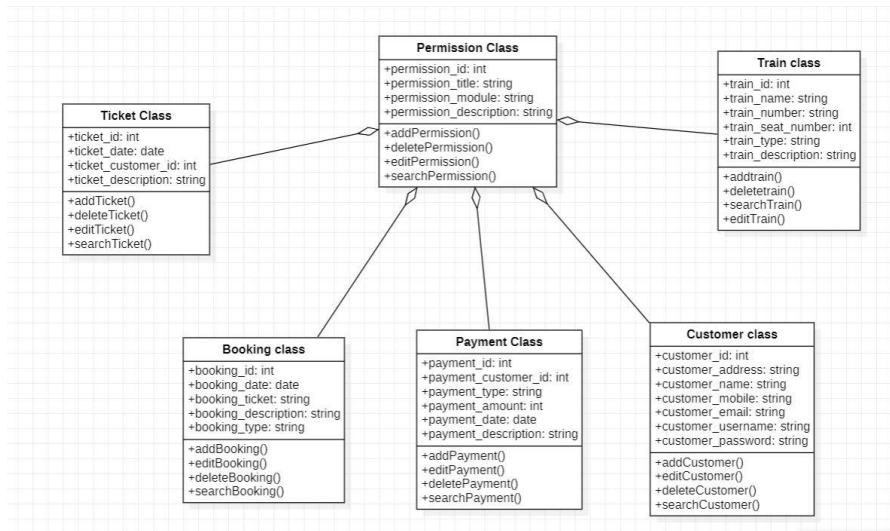 Permission Class
+permission_id: int
+permission_title: string
+permission_module: string
+permission_description: string
+addPermission()
+deletePermission()
+editPermission()
+searchPermission()
Train class
+train_id: int
+train_name: string
+train_number: string
+train_seat_number: int
+train_type: string
+train_description: string
+addtrain()
+deletetrain()
+searchTrain()
+editTrain()
Ticket Class
+ticket_id: int
+ticket_date: date
+ticket_customer_id: int
+ticket_description: string
+addTicket()
+deleteTicket()
+editTicket()
+searchTicket()
Booking class
+booking_id: int
+booking_date: date
+booking_ticket: string
+booking_description: string
+booking_type: string
+addBooking()
+editBooking()
+deleteBooking()
+searchBooking()
Payment Class
+payment_id: int
+payment_customer_id: int
+payment_type: string
+payment_amount: int
+payment_date: date
+payment_description: string
+addPayment()
+editPayment()
+deletePayment()
+searchPayment()
Customer class
+customer_id: int
+customer_address: string
+customer_name: string
+customer_mobile: string
+customer_email: string
+customer_username: string
+customer_password: string
+addCustomer()
+editCustomer()
+deleteCustomer()
+searchCustomer()